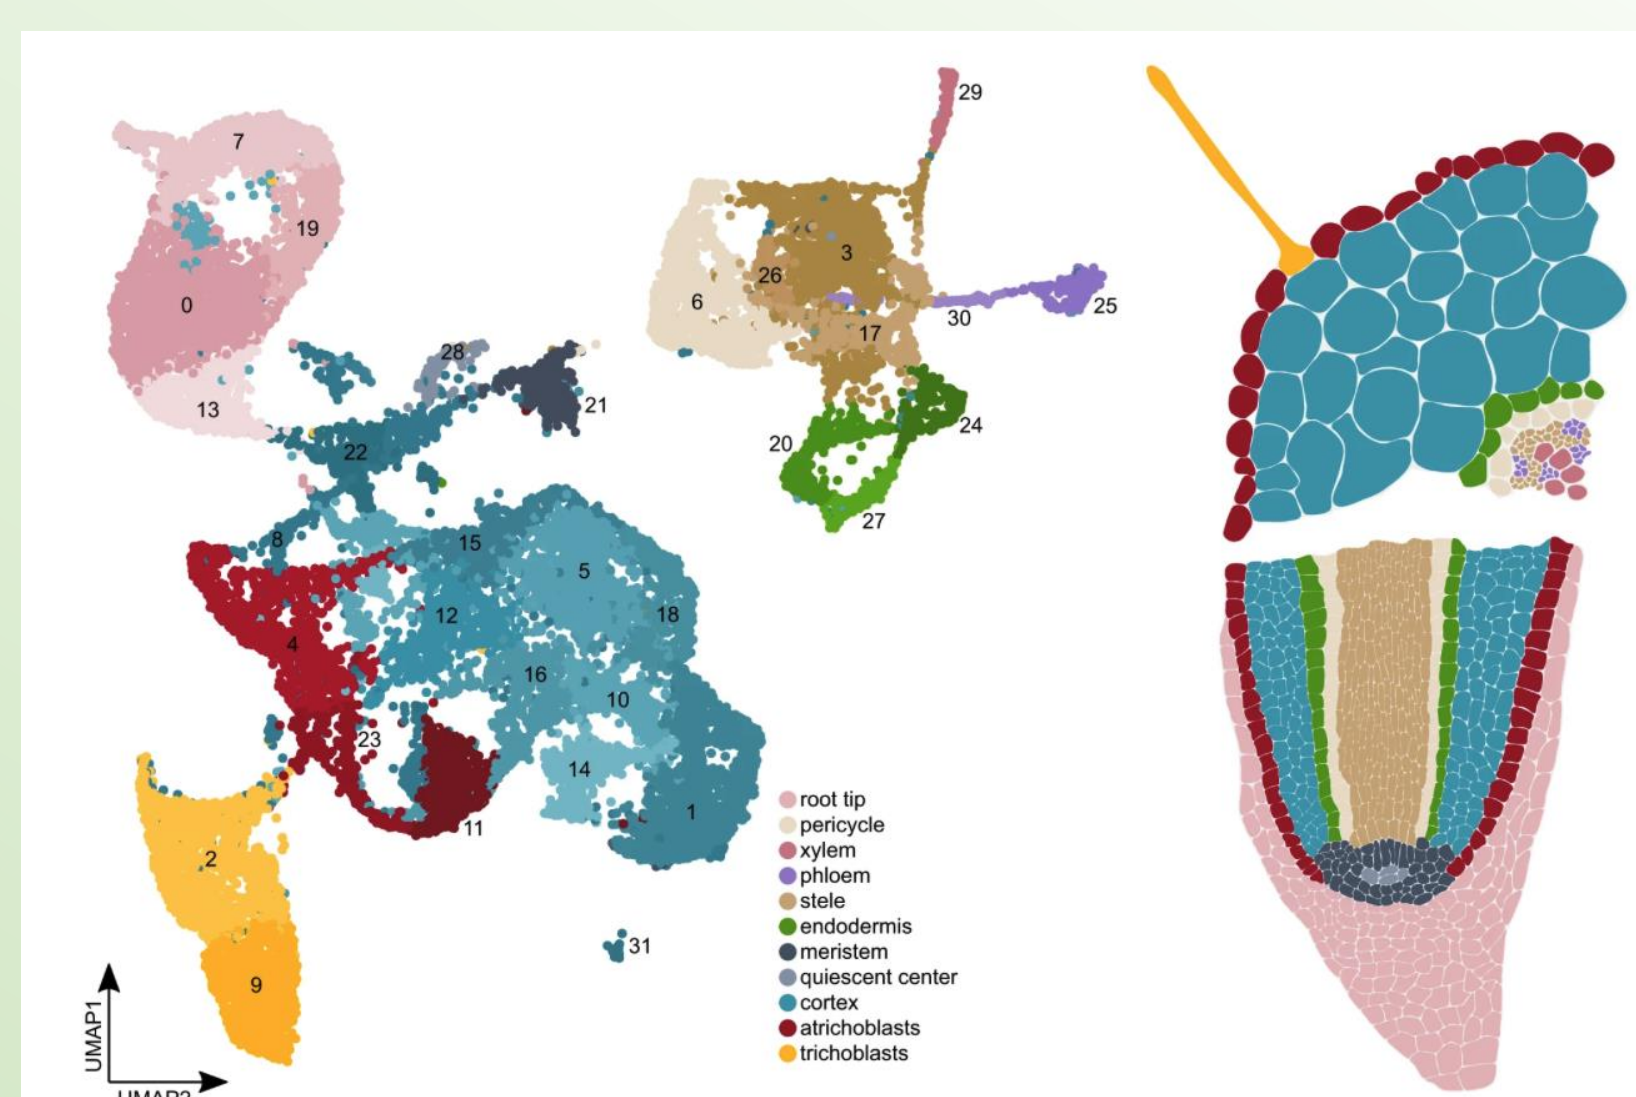 29
7
19
3
26
0
6
25
30
17
28
13
21
24
20
22
27
8
15
5
12
18
4
16
10
23
14
1
11
2
31
9
root tip
pericycle
xylem
phloem
stele
endodermis
meristem
quiescent center
cortex
atrichoblasts
trichoblasts
UMAP1
UMAP2